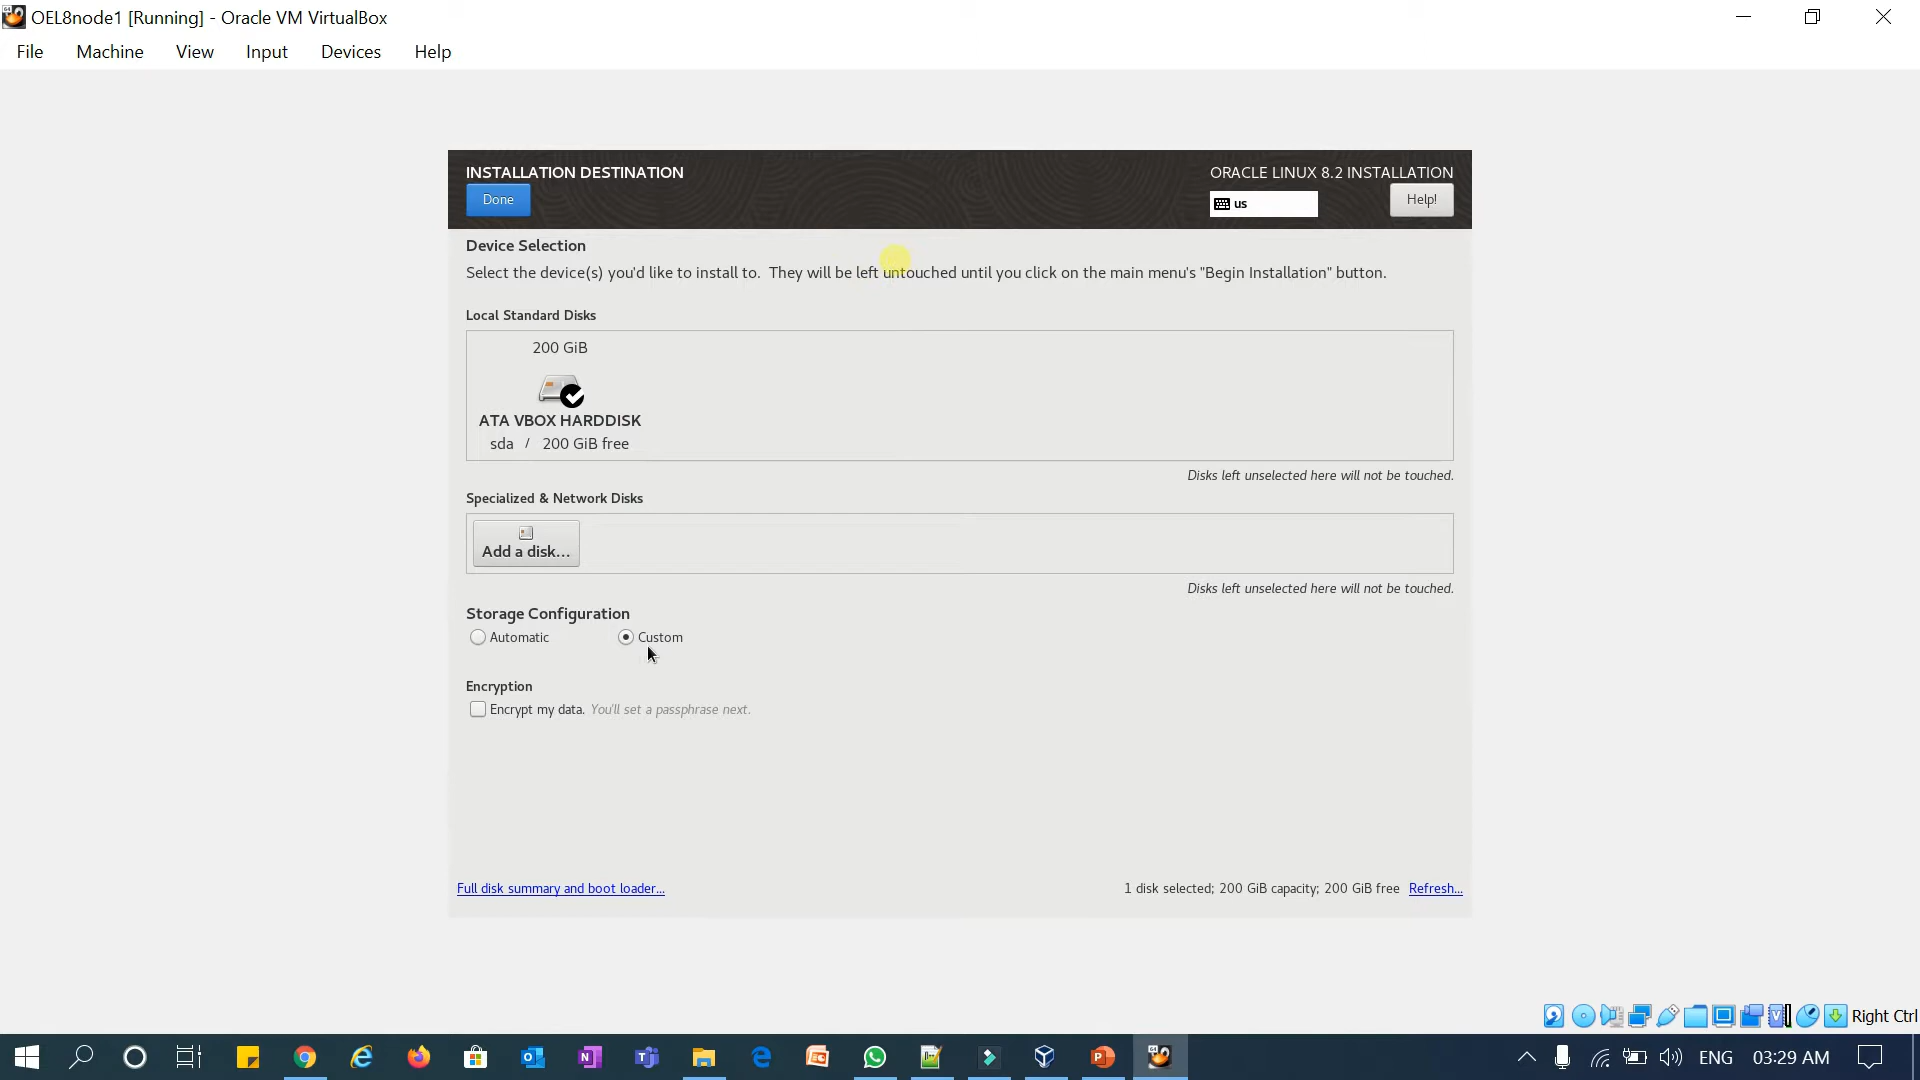 OEL8node1 [Running] - Oracle VM VirtualBox
File Machine View Input Devices Help
INSTALLATION DESTINATION
ORACLE LINUX 8.2 INSTALLATION
Done
us
Help!
Device Selection
Select the device(s) you'd like to install to. They will be left untouched until you click on the main menu's "Begin Installation" button.
Local Standard Disks
200 GiB
ATA VBOX HARDDISK
sda / 200 GiB free
Disks left unselected here will not be touched.
Specialized & Network Disks
Add a disk...
Disks left unselected here will not be touched.
Storage Configuration
Automatic
Custom
Encryption
Encrypt my data. You'll set a passphrase next.
Full disk summary and boot loader...
1 disk selected; 200 GiB capacity; 200 GiB free Refresh...
Right Ctrl
ENG 03:29 AM